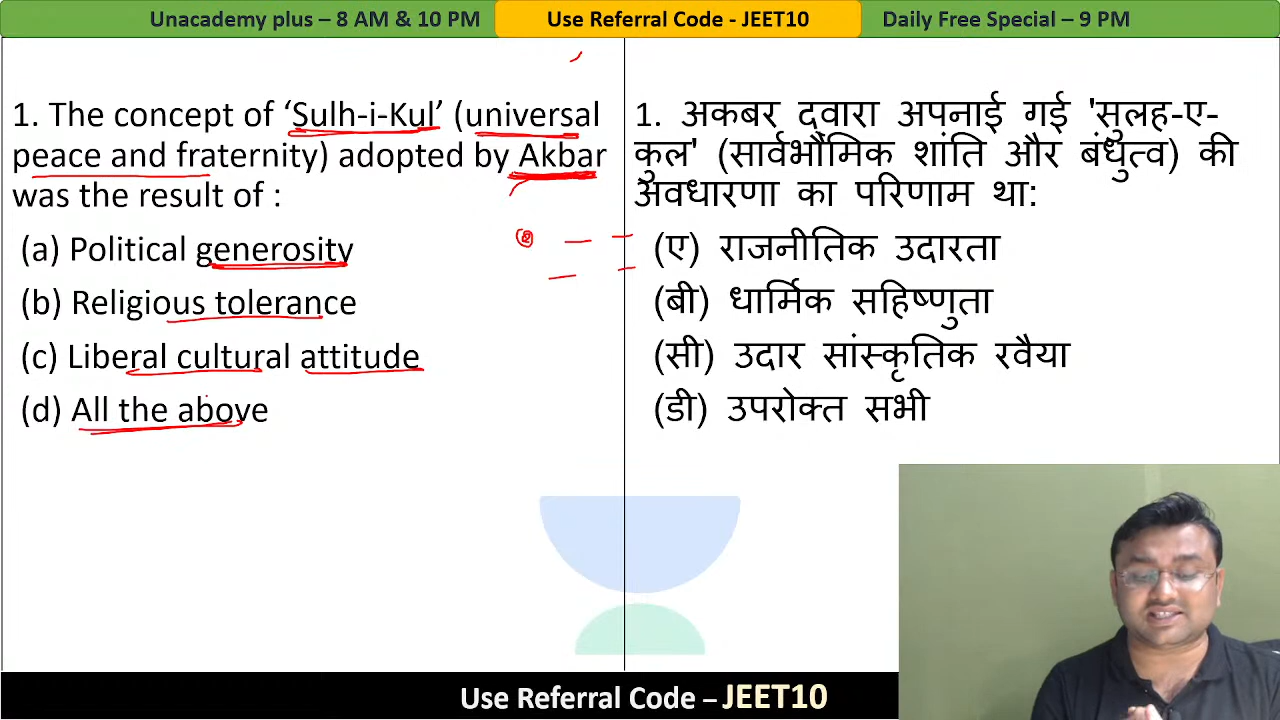 Unacademy plus – 8 AM & 10 PM
Use Referral Code - JEET10
Daily Free Special – 9 PM
1. The concept of ‘Sulh-i-Kul’ (universal
peace and fraternity) adopted by Akbar
was the result of :
(a) Political generosity
(b) Religious tolerance
(c) Liberal cultural attitude
(d) All the above
1. अकबर द्वारा अपनाई गई 'सुलह-ए-
कुल' (सार्वभौमिक शांति और बंधुत्व) की
अवधारणा का परिणाम था:
(ए) राजनीतिक उदारता
(बी) धार्मिक सहिष्णुता
(सी) उदार सांस्कृतिक रवैया
(डी) उपरोक्त सभी
Use Referral Code – JEET10